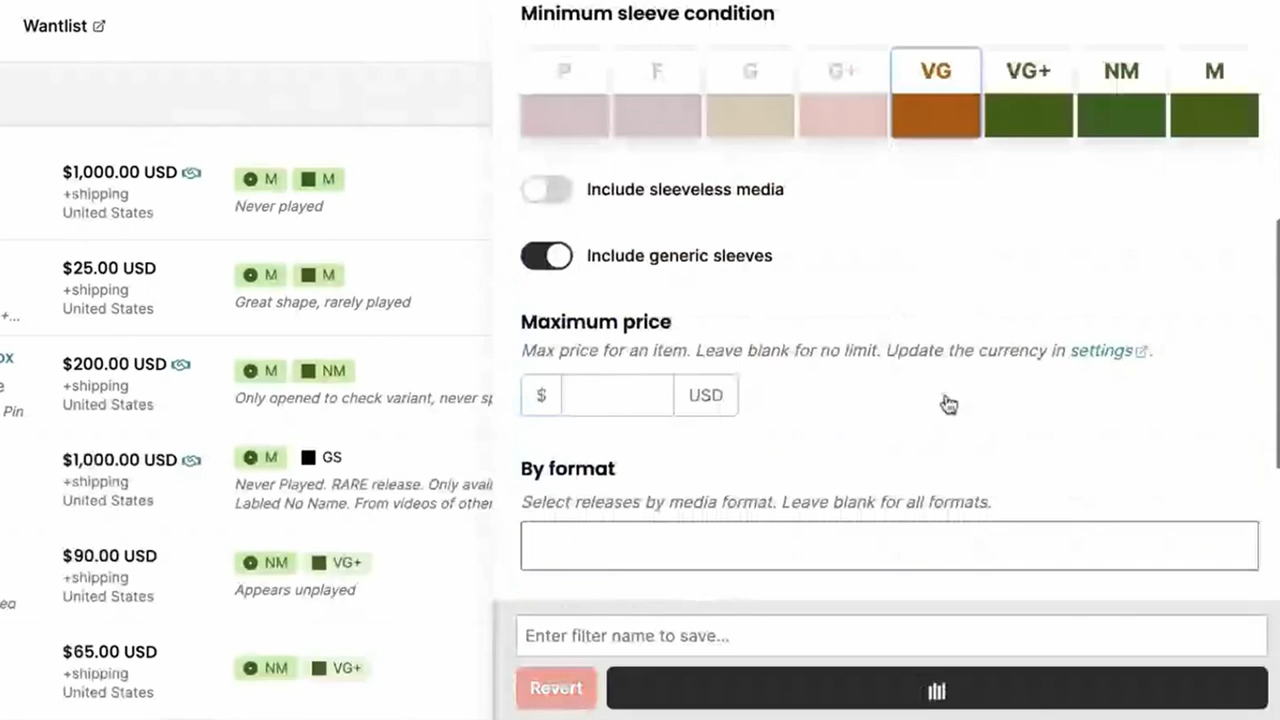 Wantlist
$1,000.00 USD
+shipping
United States
M M
Never played
$25.00 USD
+shipping
United States
M M
Great shape, rarely played
+...
ox
$200.00 USD
+shipping
United States
M NM
Only opened to check variant, never sp
e
Pin
$1,000.00 USD
+shipping
United States
M GS
Never Played. RARE release. Only avail
Labled No Name. From videos of other
$90.00 USD
+shipping
United States
NM VG+
Appears unplayed
ea
$65.00 USD
+shipping
United States
NM VG+
Minimum sleeve condition
P F G G+ VG VG+ NM M
Include sleeveless media
Include generic sleeves
Maximum price
Max price for an item. Leave blank for no limit. Update the currency in settings.
$ USD
By format
Select releases by media format. Leave blank for all formats.
Enter filter name to save...
Revert